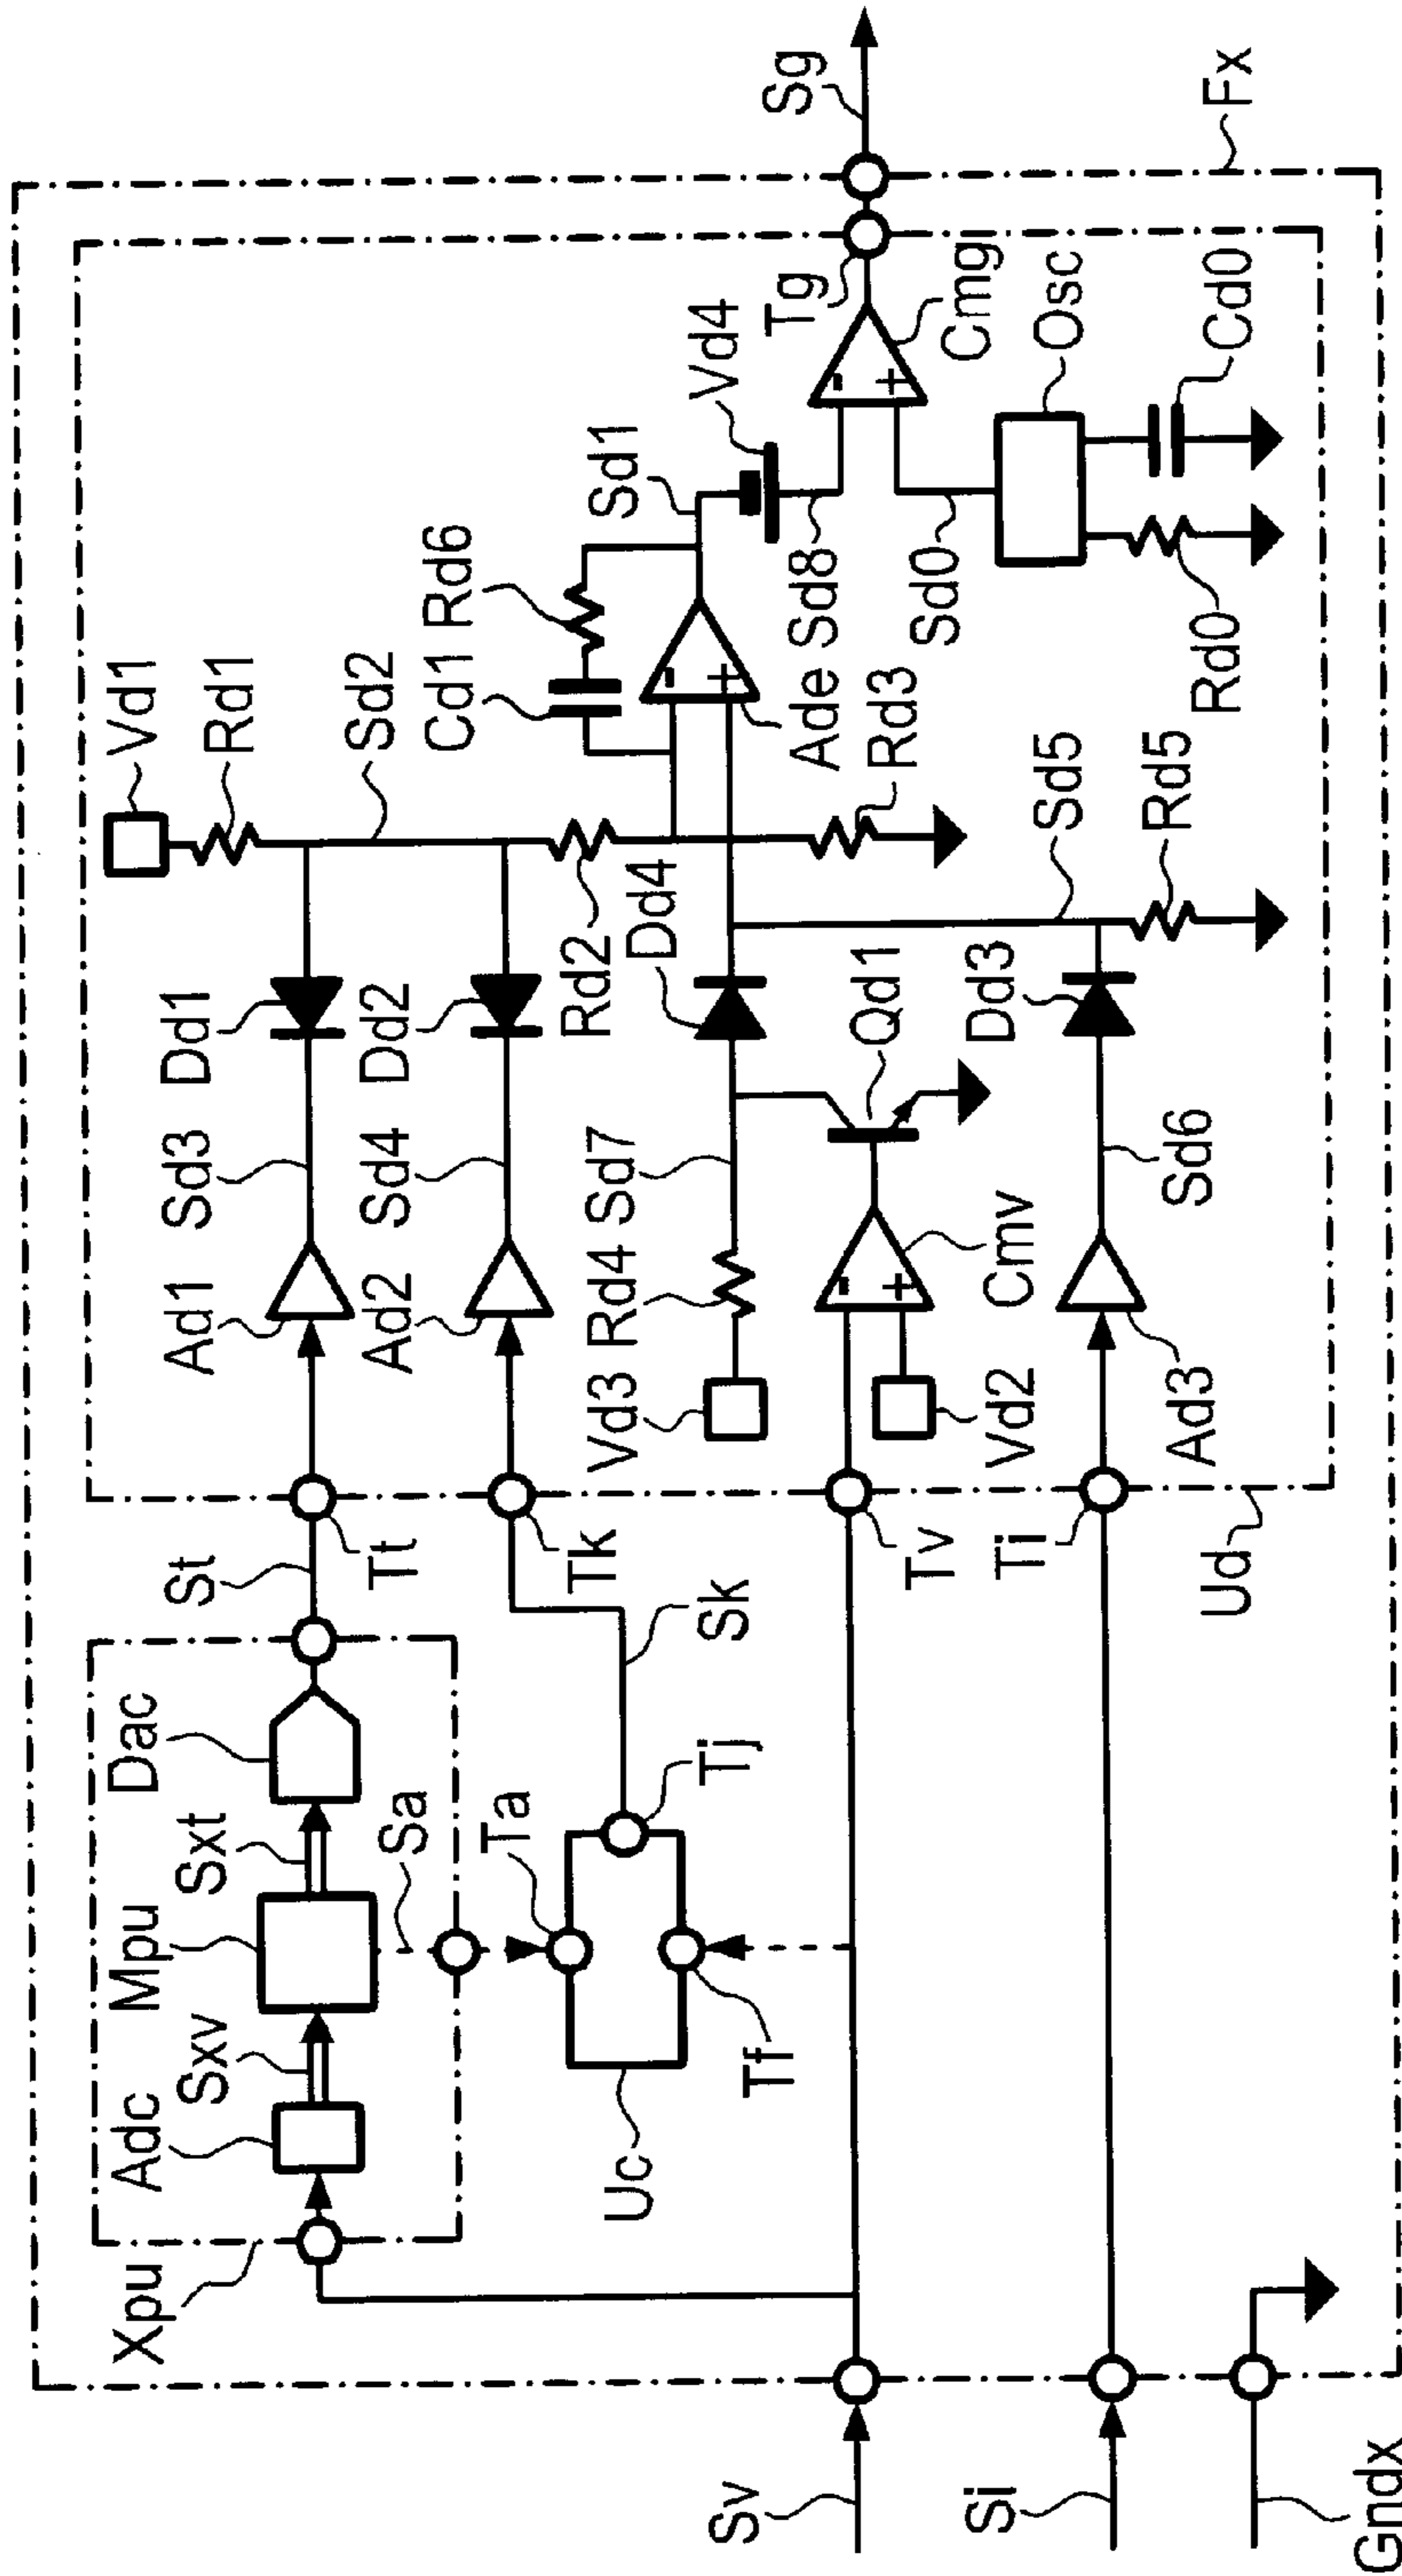 Vd1
Rd1
Sd2
Cd1
Rd6
Sd1
Vd4
Tg
Sg
Fx
Ad1
Sd3
Dd1
Ad2
Sd4
Dd2
Rd2
Dd4
Ade
Sd8
Rd3
Sd0
Cmg
Osc
Cd0
Rd0
Sd5
Rd5
Vd3
Rd4
Sd7
Qd1
Dd3
Vd2
Cmv
Sd6
Ad3
- +
- +
- +
Xpu
Adc
Sxv
Mpu
Sxt
Dac
St
Tt
Sa
Ta
Tj
Tk
Sk
Uc
Tf
Tv
Ti
Ud
Sv
Si
Gndx